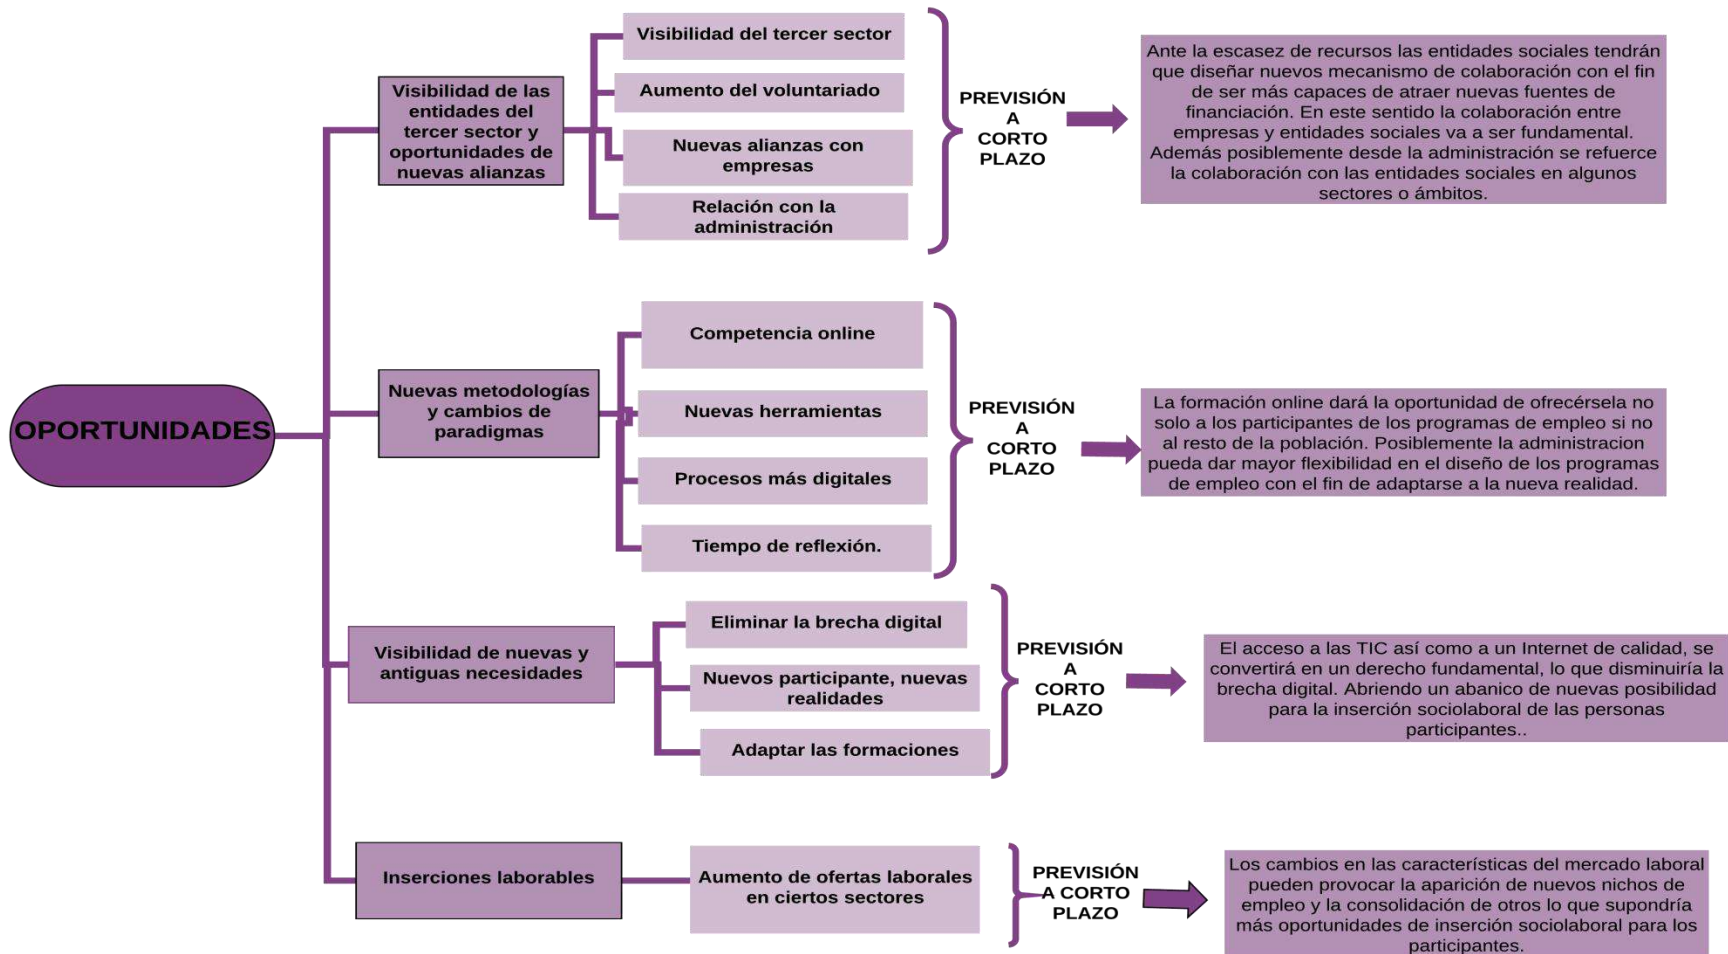 OPORTUNIDADES
Visibilidad de las
entidades del
tercer sector y
oportunidades de
nuevas alianzas
Visibilidad del tercer sector
Aumento del voluntariado
Nuevas alianzas con
empresas
Relación con la
administración
PREVISIÓN
A
CORTO
PLAZO
Ante la escasez de recursos las entidades sociales tendrán
que diseñar nuevos mecanismo de colaboración con el fin
de ser más capaces de atraer nuevas fuentes de
financiación. En este sentido la colaboración entre
empresas y entidades sociales va a ser fundamental.
Además posiblemente desde la administración se refuerce
la colaboración con las entidades sociales en algunos
sectores o ámbitos.
Nuevas metodologías
y cambios de
paradigmas
Competencia online
Nuevas herramientas
Procesos más digitales
Tiempo de reflexión.
PREVISIÓN
A
CORTO
PLAZO
La formación online dará la oportunidad de ofrecérsela no
solo a los participantes de los programas de empleo si no
al resto de la población. Posiblemente la administracion
pueda dar mayor flexibilidad en el diseño de los programas
de empleo con el fin de adaptarse a la nueva realidad.
Visibilidad de nuevas y
antiguas necesidades
Eliminar la brecha digital
Nuevos participante, nuevas
realidades
Adaptar las formaciones
PREVISIÓN
A
CORTO
PLAZO
El acceso a las TIC así como a un Internet de calidad, se
convertirá en un derecho fundamental, lo que disminuiría la
brecha digital. Abriendo un abanico de nuevas posibilidad
para la inserción sociolaboral de las personas
participantes..
Inserciones laborables
Aumento de ofertas laborales
en ciertos sectores
PREVISIÓN
A CORTO
PLAZO
Los cambios en las características del mercado laboral
pueden provocar la aparición de nuevos nichos de
empleo y la consolidación de otros lo que supondría
más oportunidades de inserción sociolaboral para los
participantes.